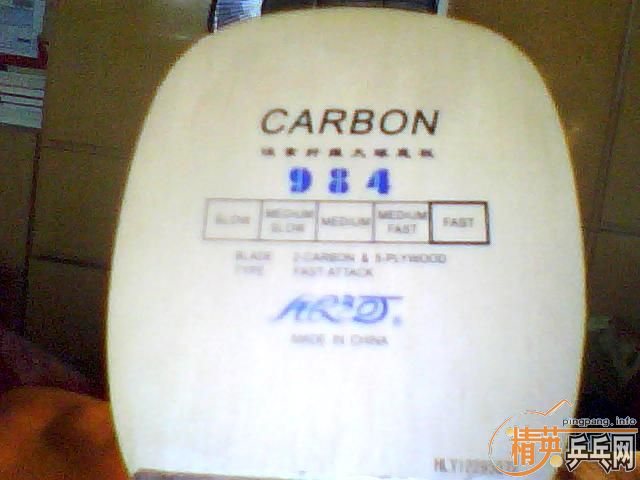 CARBON
984
SLOW MEDIUM SLOW MEDIUM MEDIUM FAST FAST
BLADE 2-CARBON & 5-PLYWOOD
TYPE FAST ATTACK
MADE IN CHINA
pingpang.info
精英乒乓网